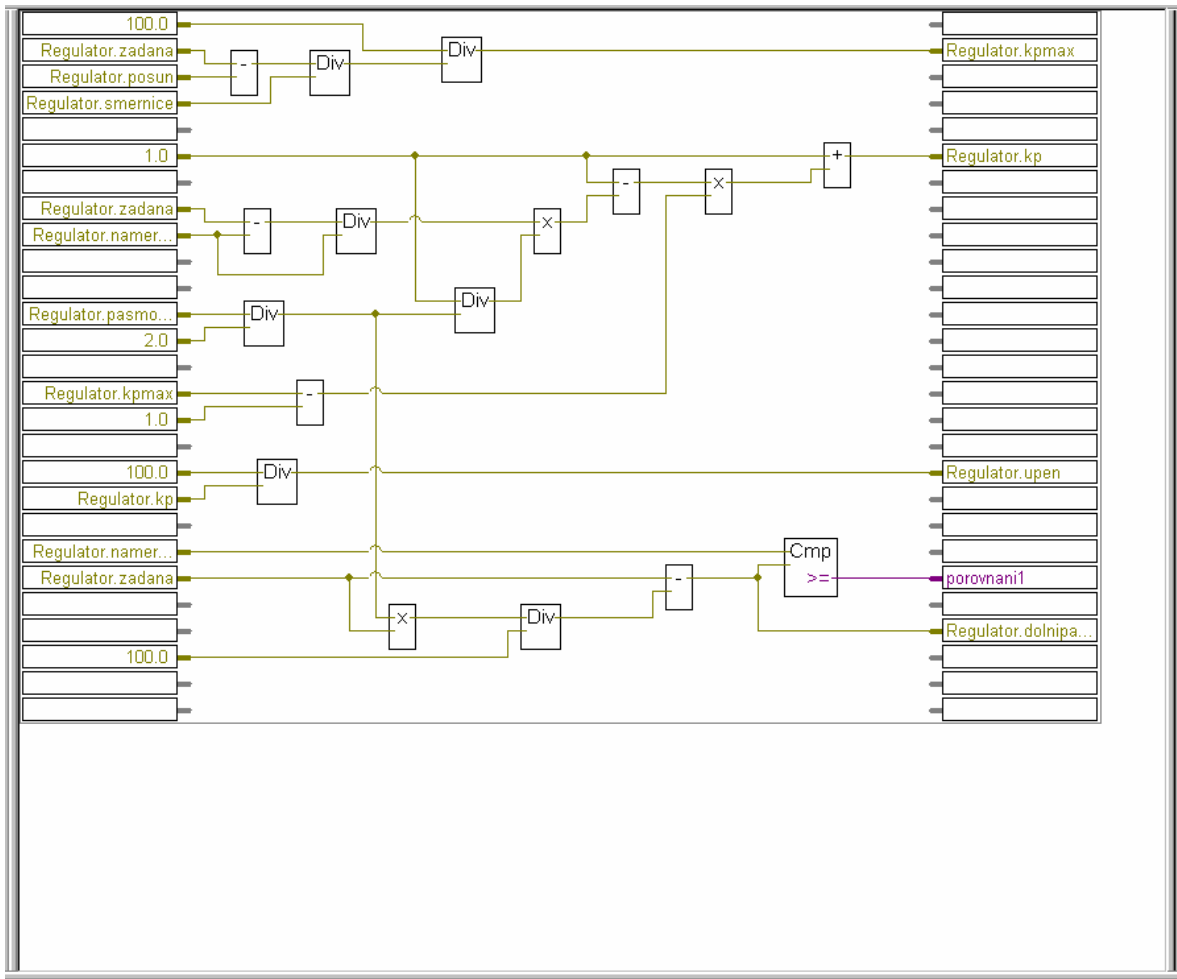 100.0
Regulator.zadana - Div Div Regulator.kpmax
Regulator.posun
Regulator.smernice
1.0 + Regulator.kp
- x
Regulator.zadana - Div x
Regulator.namer...
Div
Regulator.pasmo... Div
2.0
Regulator.kpmax -
1.0
100.0 Div Regulator.upen
Regulator.kp
Regulator.namer... Cmp
Regulator.zadana - >= porovnani1
x Div Regulator.dolnipa...
100.0